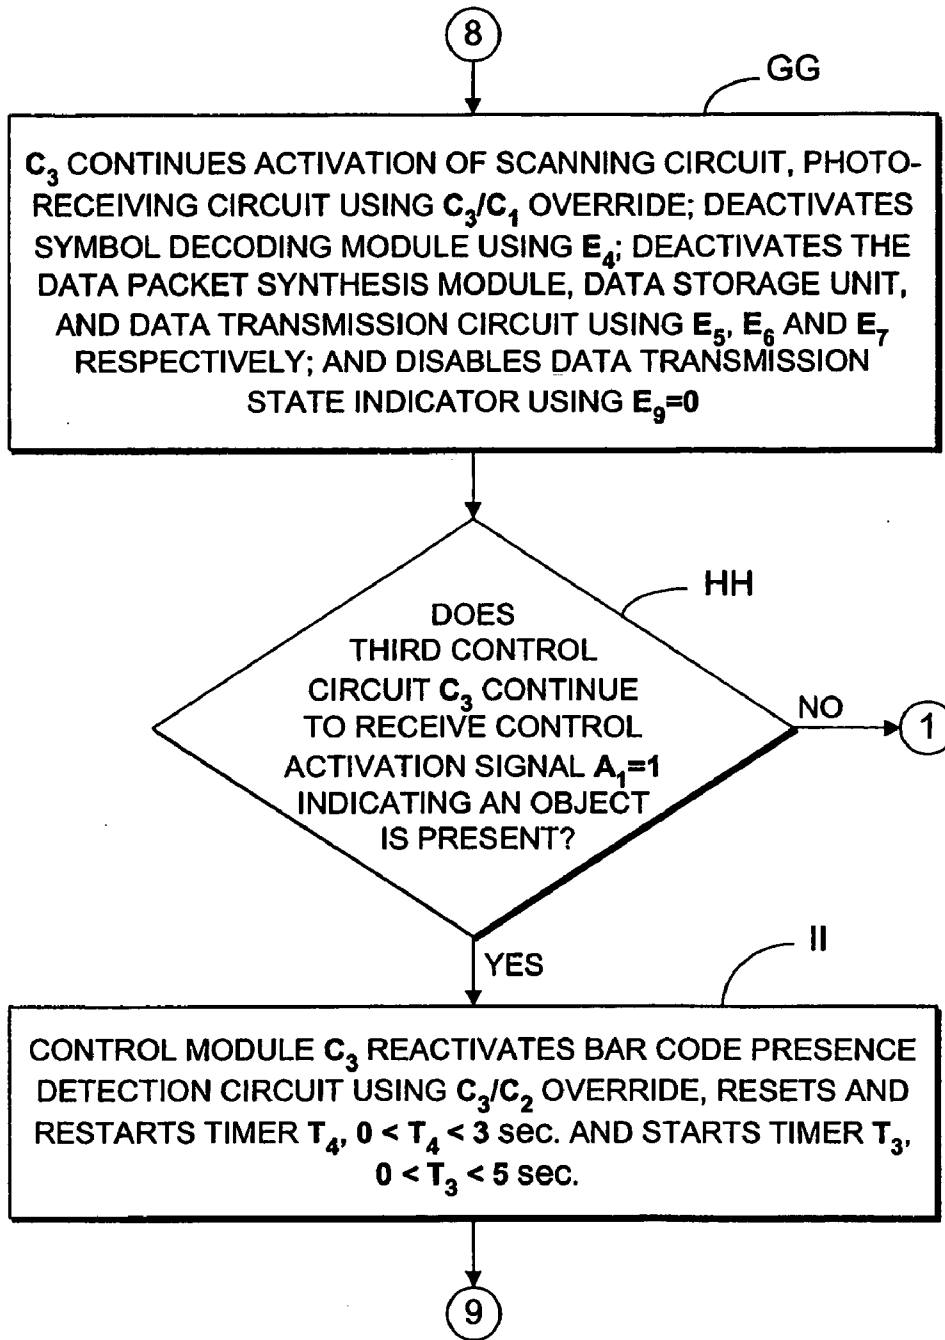 8
GG
C₃ CONTINUES ACTIVATION OF SCANNING CIRCUIT, PHOTO-
RECEIVING CIRCUIT USING C₃/C₁ OVERRIDE; DEACTIVATES
SYMBOL DECODING MODULE USING E₄; DEACTIVATES THE
DATA PACKET SYNTHESIS MODULE, DATA STORAGE UNIT,
AND DATA TRANSMISSION CIRCUIT USING E₅, E₆ AND E₇
RESPECTIVELY; AND DISABLES DATA TRANSMISSION
STATE INDICATOR USING E₉=0
HH
DOES
THIRD CONTROL
CIRCUIT C₃ CONTINUE
TO RECEIVE CONTROL
ACTIVATION SIGNAL A₁=1
INDICATING AN OBJECT
IS PRESENT?
NO
1
YES
II
CONTROL MODULE C₃ REACTIVATES BAR CODE PRESENCE
DETECTION CIRCUIT USING C₃/C₂ OVERRIDE, RESETS AND
RESTARTS TIMER T₄, 0 < T₄ < 3 sec. AND STARTS TIMER T₃,
0 < T₃ < 5 sec.
9